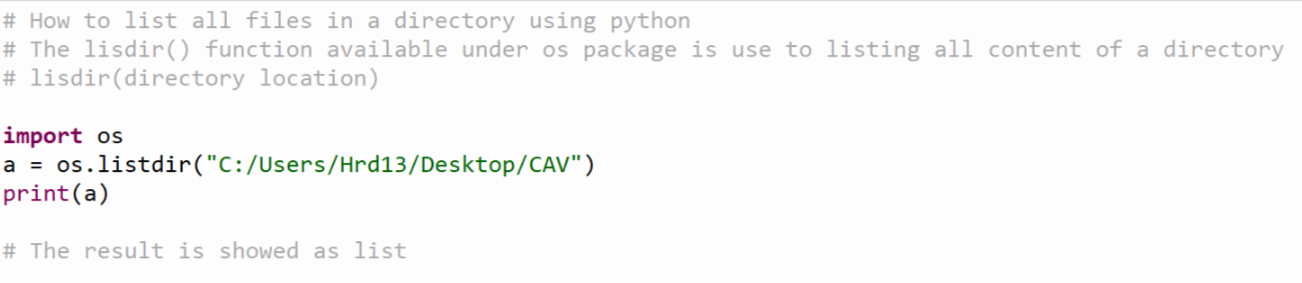 # How to list all files in a directory using python
# The lisdir() function available under os package is use to listing all content of a directory
# lisdir(directory location)
import os
a = os.listdir("C:/Users/Hrd13/Desktop/CAV")
print(a)
# The result is showed as list